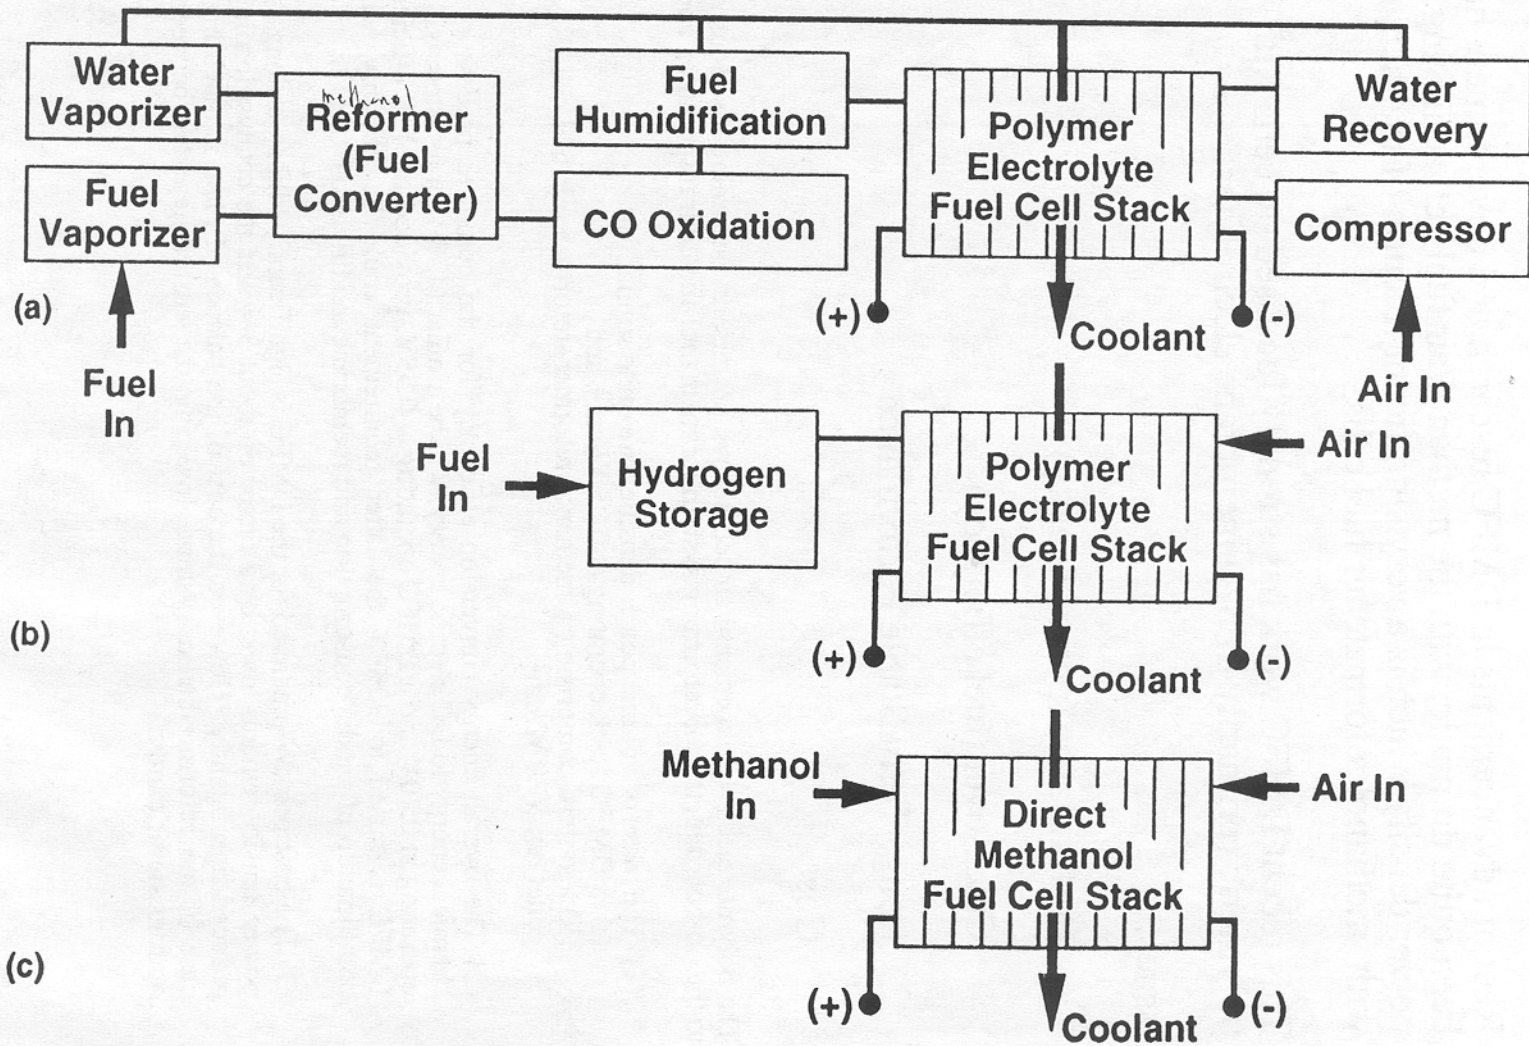 Water
Vaporizer
methanol
Reformer
(Fuel
Converter)
Fuel
Humidification
Polymer
Electrolyte
Fuel Cell Stack
Water
Recovery
Fuel
Vaporizer
CO Oxidation
Compressor
(a)
(+)
(-)
Coolant
Fuel
In
Air In
Fuel
In
Hydrogen
Storage
Polymer
Electrolyte
Fuel Cell Stack
Air In
(b)
(+)
(-)
Coolant
Methanol
In
Direct
Methanol
Fuel Cell Stack
Air In
(c)
(+)
(-)
Coolant